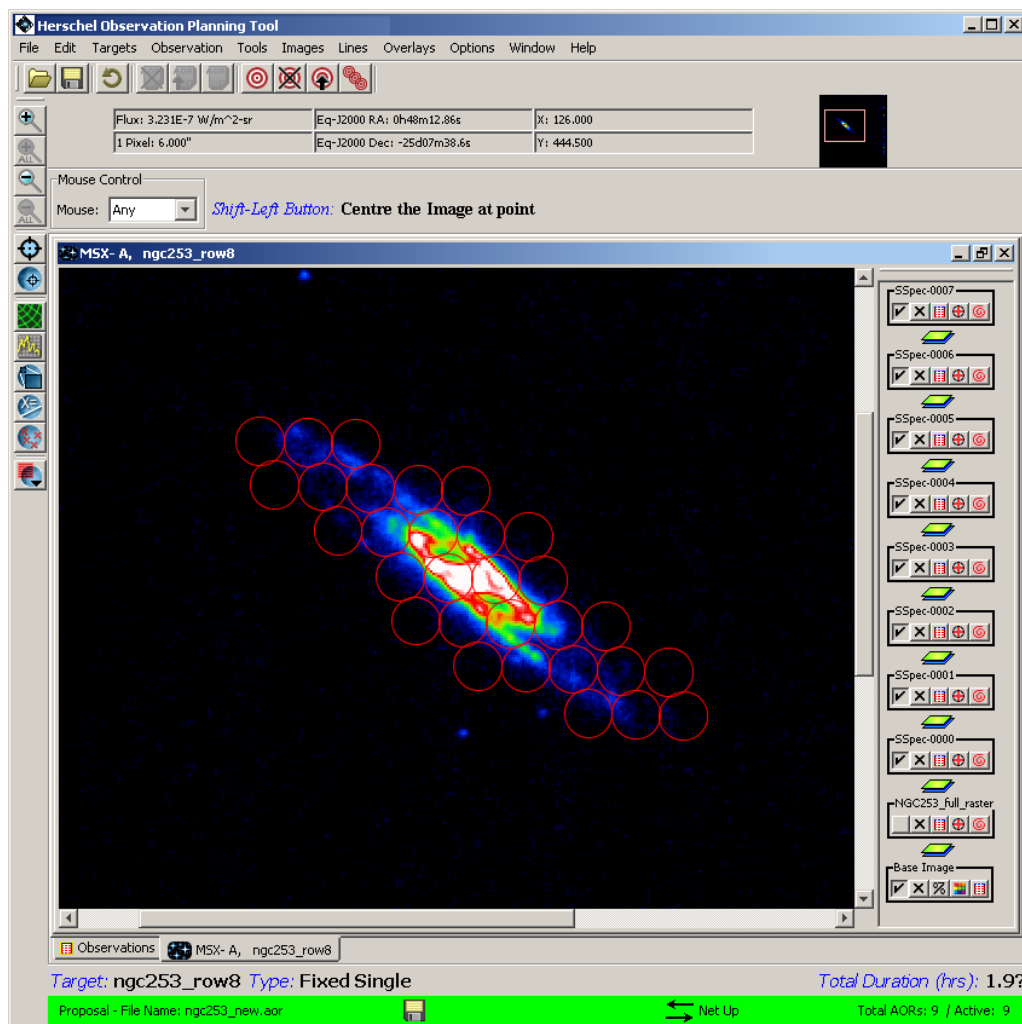 Herschel Observation Planning Tool
File Edit Targets Observation Tools Images Lines Overlays Options Window Help
Flux: 3.231E-7 W/m^2-sr Eq-J2000 RA: 0h48m12.86s X: 126.000
1 Pixel: 6.000" Eq-J2000 Dec: -25d07m38.6s Y: 444.500
ALL
ALL
Mouse Control
Mouse: Any Shift-Left Button: Centre the Image at point
MSX- A, ngc253_row8
SSpec-0007
SSpec-0006
SSpec-0005
SSpec-0004
SSpec-0003
SSpec-0002
SSpec-0001
SSpec-0000
NGC253_full_raster
Base Image
Observations MSX- A, ngc253_row8
Target: ngc253_row8 Type: Fixed Single Total Duration (hrs): 1.9?
Proposal - File Name: ngc253_new.aor Net Up Total AORs: 9 / Active: 9